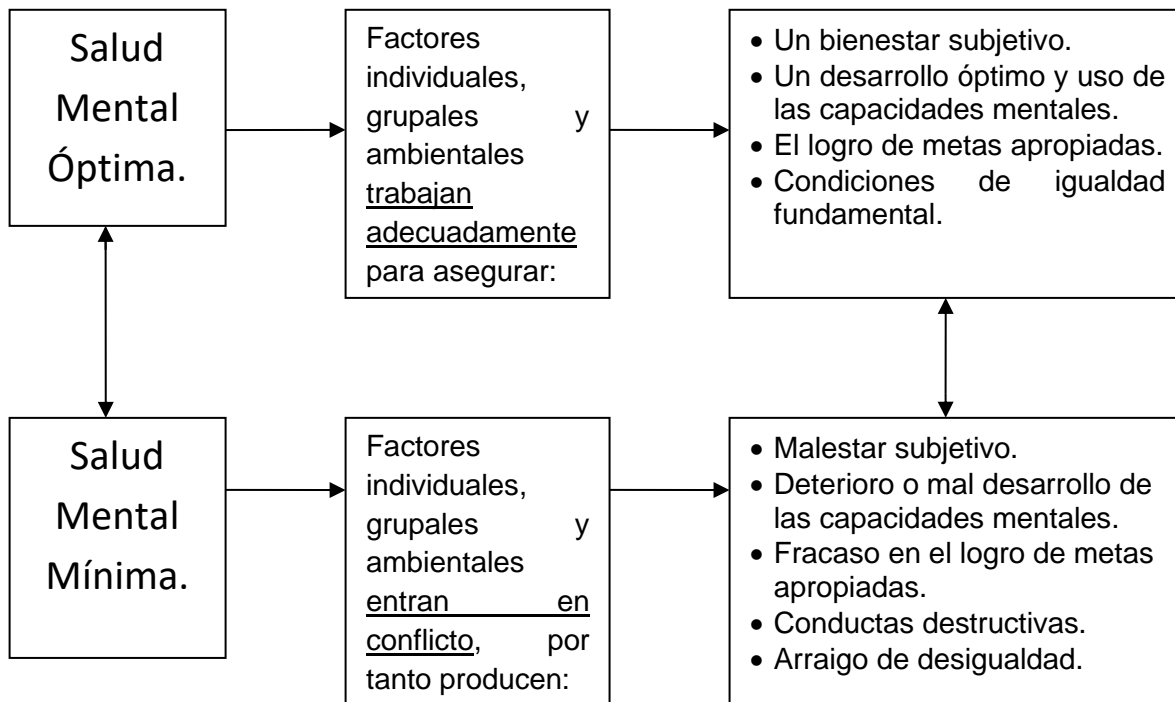 Salud
Mental
Óptima.
Factores
individuales,
grupales y
ambientales
trabajan
adecuadamente
para asegurar:
• Un bienestar subjetivo.
• Un desarrollo óptimo y uso de
las capacidades mentales.
• El logro de metas apropiadas.
• Condiciones de igualdad
fundamental.
Salud
Mental
Mínima.
Factores
individuales,
grupales y
ambientales
entran en
conflicto, por
tanto producen:
• Malestar subjetivo.
• Deterioro o mal desarrollo de
las capacidades mentales.
• Fracaso en el logro de metas
apropiadas.
• Conductas destructivas.
• Arraigo de desigualdad.